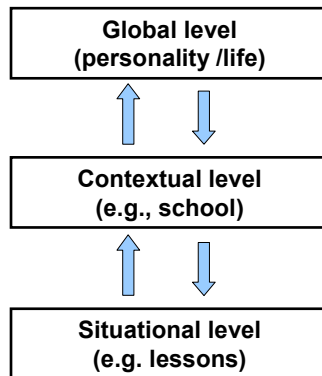 Global level
(personality /life)
Contextual level
(e.g., school)
Situational level
(e.g. lessons)